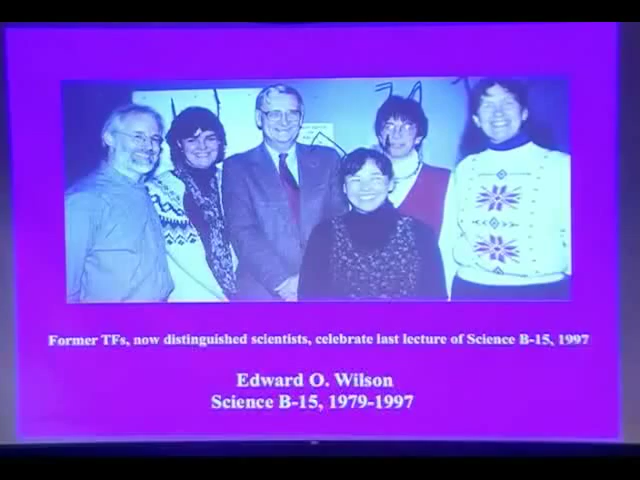 Former TFs, now distinguished scientists, celebrate last lecture of Science B-15, 1997
Edward O. Wilson
Science B-15, 1979-1997